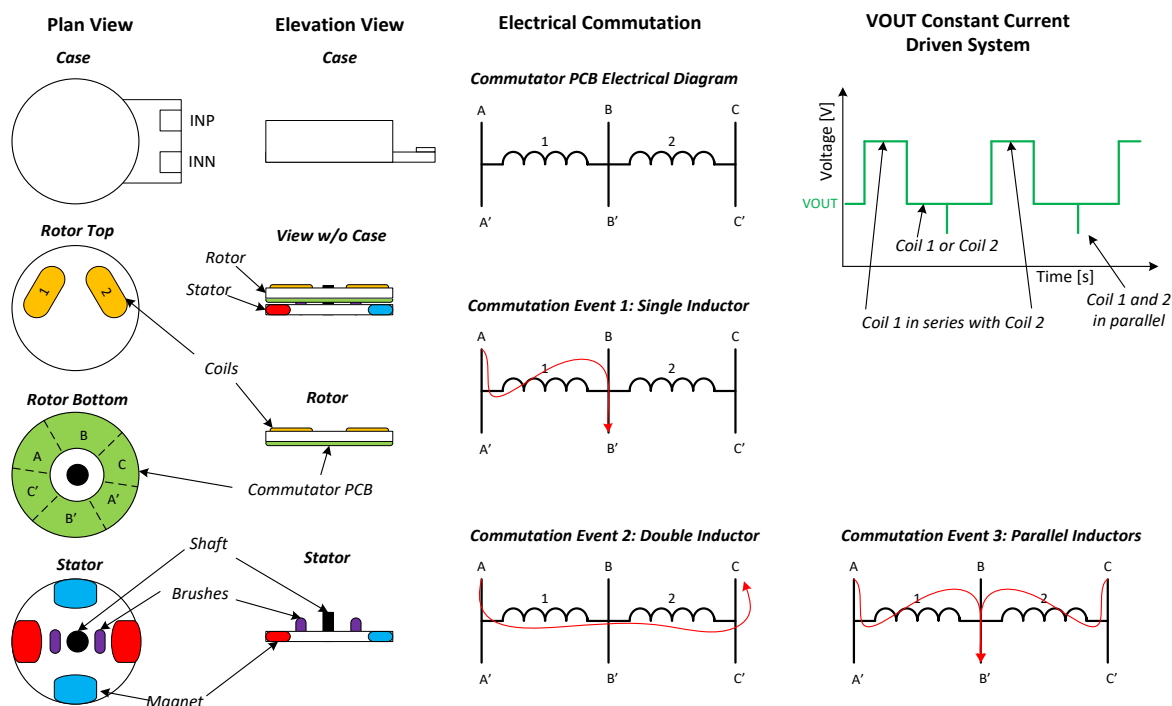 Plan View
Case
INP
INN
Rotor Top
1
2
Coils
Rotor Bottom
A
B
C
C'
B'
A'
Stator
Elevation View
Case
View w/o Case
Rotor
Stator
Rotor
Commutator PCB
Shaft
Stator
Brushes
Magnet
Electrical Commutation
Commutator PCB Electrical Diagram
A
B
C
1
2
A'
B'
C'
Commutation Event 1: Single Inductor
A
B
C
1
2
A'
B'
C'
Commutation Event 2: Double Inductor
A
B
C
1
2
A'
B'
C'
VOUT Constant Current
Driven System
Voltage [V]
VOUT
Coil 1 or Coil 2
Time [s]
Coil 1 in series with Coil 2
Coil 1 and 2
in parallel
Commutation Event 3: Parallel Inductors
A
B
C
1
2
A'
B'
C'